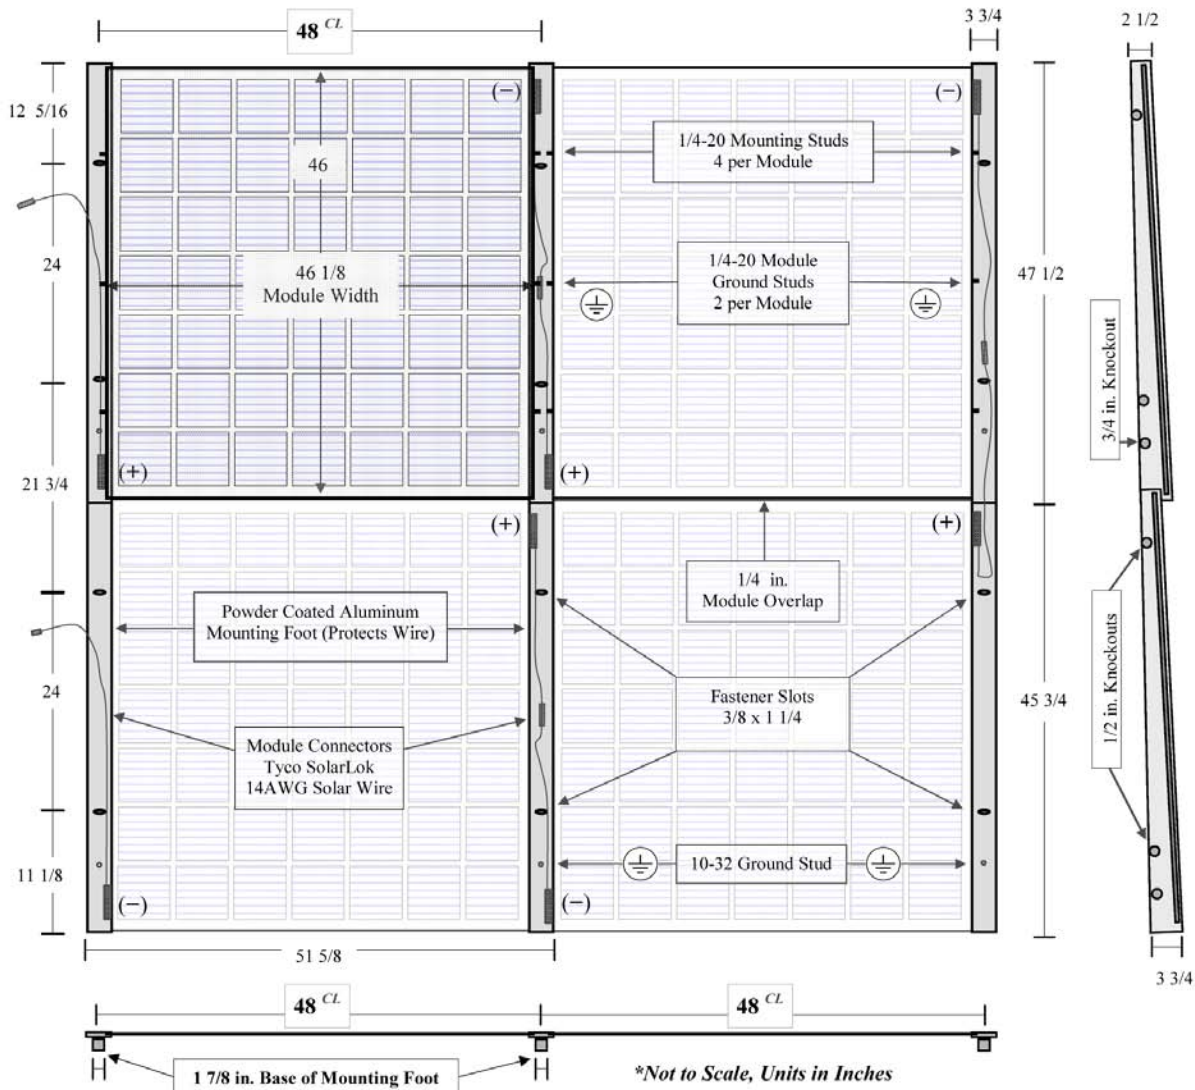 48 CL
3 3/4
2 1/2
12 5/16
(−)
(−)
46
1/4-20 Mounting Studs
4 per Module
24
46 1/8
Module Width
1/4-20 Module
Ground Studs
2 per Module
47 1/2
3/4 in. Knockout
(+)
(+)
21 3/4
(+)
(+)
1/4 in.
Module Overlap
Powder Coated Aluminum
Mounting Foot (Protects Wire)
24
Fastener Slots
3/8 x 1 1/4
45 3/4
1/2 in. Knockouts
Module Connectors
Tyco SolarLok
14AWG Solar Wire
11 1/8
10-32 Ground Stud
(−)
(−)
51 5/8
3 3/4
48 CL
48 CL
1 7/8 in. Base of Mounting Foot
*Not to Scale, Units in Inches